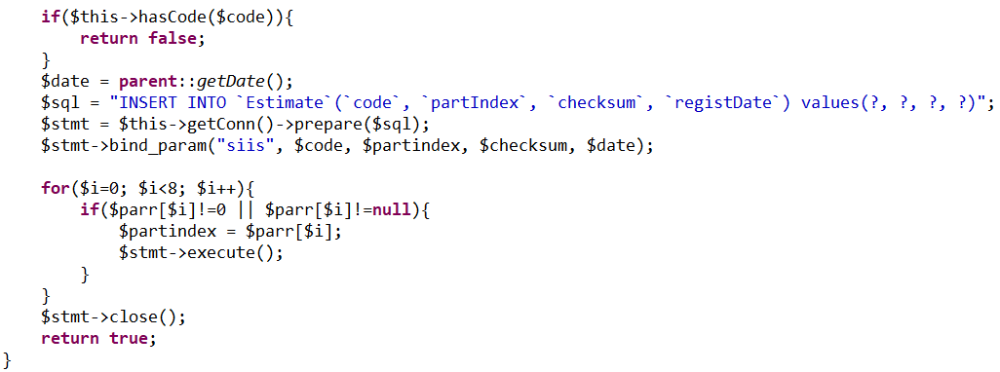 if($this->hasCode($code)){
return false;
}
$date = parent::getDate();
$sql = "INSERT INTO `Estimate`(`code`, `partIndex`, `checksum`, `registDate`) values(?, ?, ?, ?)";
$stmt = $this->getConn()->prepare($sql);
$stmt->bind_param("siis", $code, $partindex, $checksum, $date);
for($i=0; $i<8; $i++){
if($parr[$i]!=0 || $parr[$i]!=null){
$partindex = $parr[$i];
$stmt->execute();
}
}
$stmt->close();
return true;
}